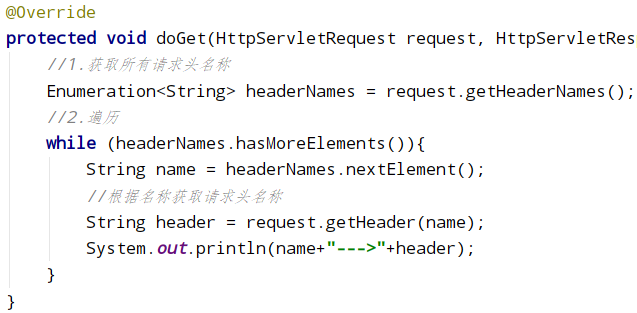 @Override
protected void doGet(HttpServletRequest request, HttpServletRes
//1.获取所有请求头名称
Enumeration<String> headerNames = request.getHeaderNames();
//2.遍历
while (headerNames.hasMoreElements()){
String name = headerNames.nextElement();
//根据名称获取请求头名称
String header = request.getHeader(name);
System.out.println(name+"--->"+header);
}
}